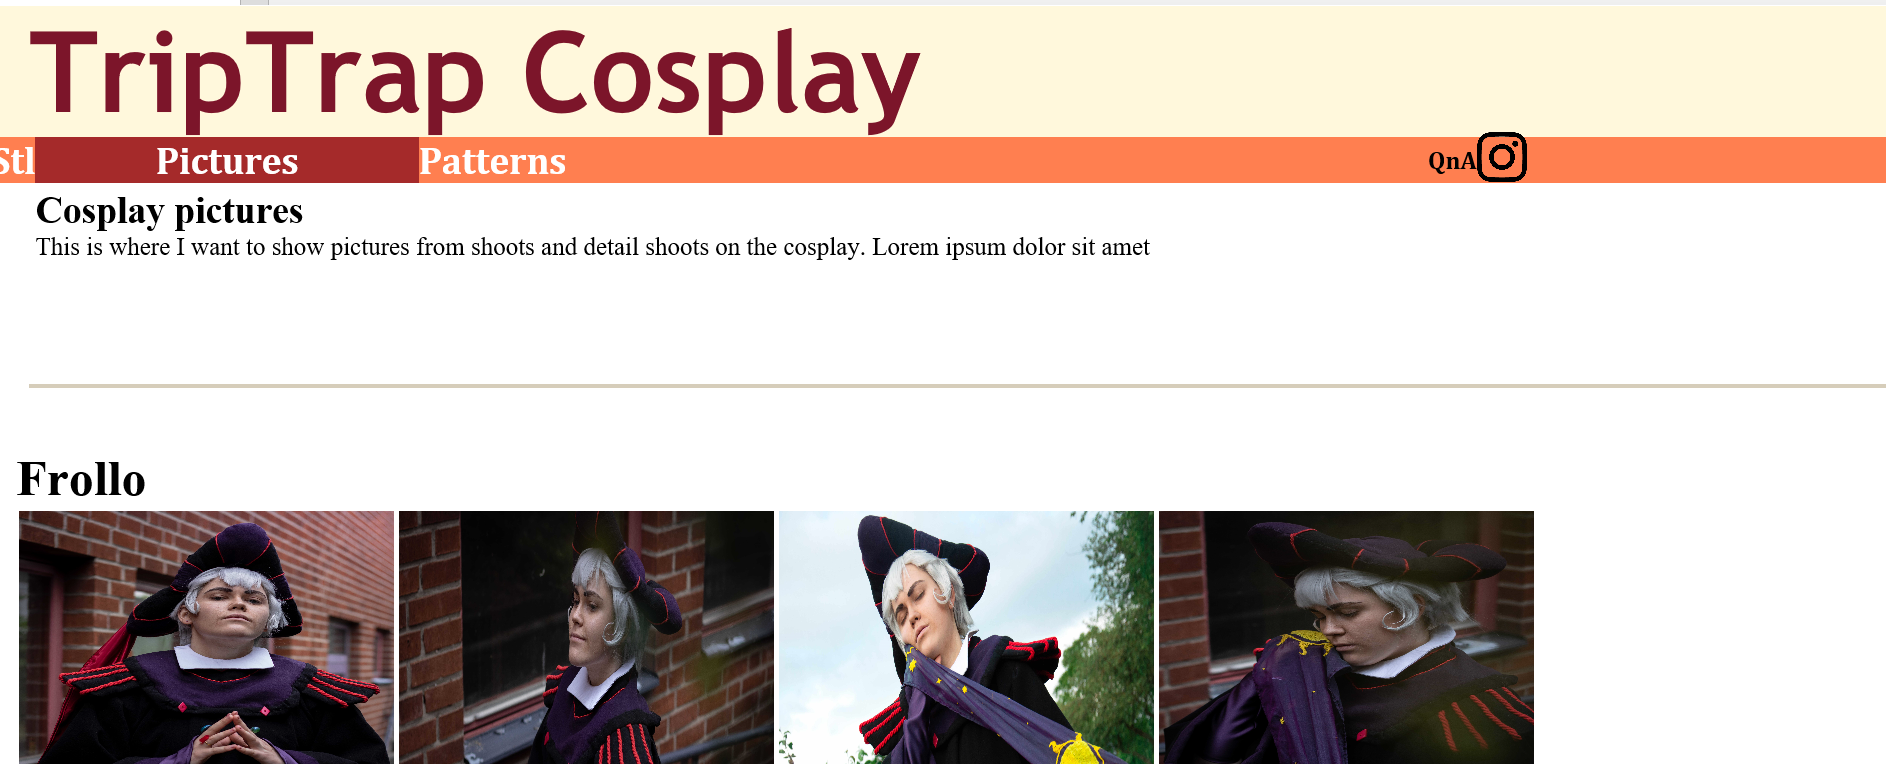 TripTrap Cosplay
Pictures Patterns QnA
Cosplay pictures
This is where I want to show pictures from shoots and detail shoots on the cosplay. Lorem ipsum dolor sit amet
Frollo